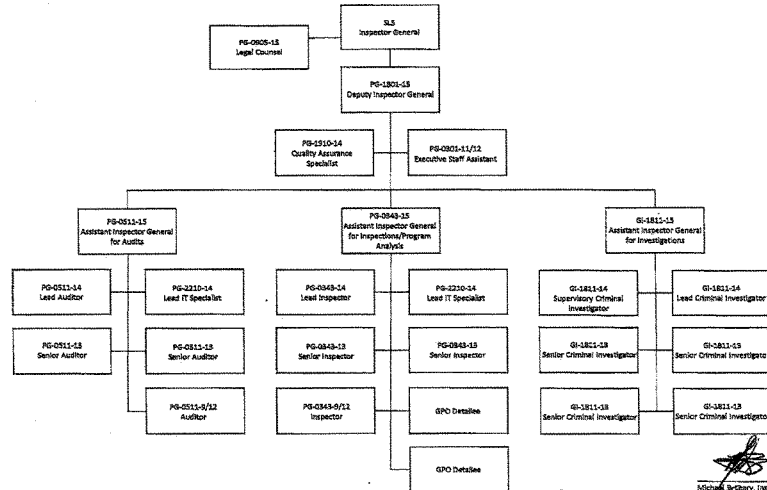 SLS
Inspector General
PG-0905-15
Legal Counsel
PG-1801-15
Deputy Inspector General
PG-1910-14
Quality Assurance
Specialist
PG-0301-11/12
Executive Staff Assistant
PG-0511-15
Assistant Inspector General
for Audits
PG-0343-15
Assistant Inspector General
for Inspections/Program
Analysis
GI-1811-15
Assistant Inspector General
for Investigations
PG-0511-14
Lead Auditor
PG-2210-14
Lead IT Specialist
PG-0343-14
Lead Inspector
PG-2210-14
Lead IT Specialist
GI-1811-14
Supervisory Criminal
Investigator
GI-1811-14
Lead Criminal Investigator
PG-0511-13
Senior Auditor
PG-0511-13
Senior Auditor
PG-0343-13
Senior Inspector
PG-0343-13
Senior Inspector
GI-1811-13
Senior Criminal Investigator
GI-1811-13
Senior Criminal Investigator
PG-0511-9/12
Auditor
PG-0343-9/12
Inspector
GPO Detailee
GI-1811-13
Senior Criminal Investigator
GI-1811-13
Senior Criminal Investigator
GPO Detailee
Michael